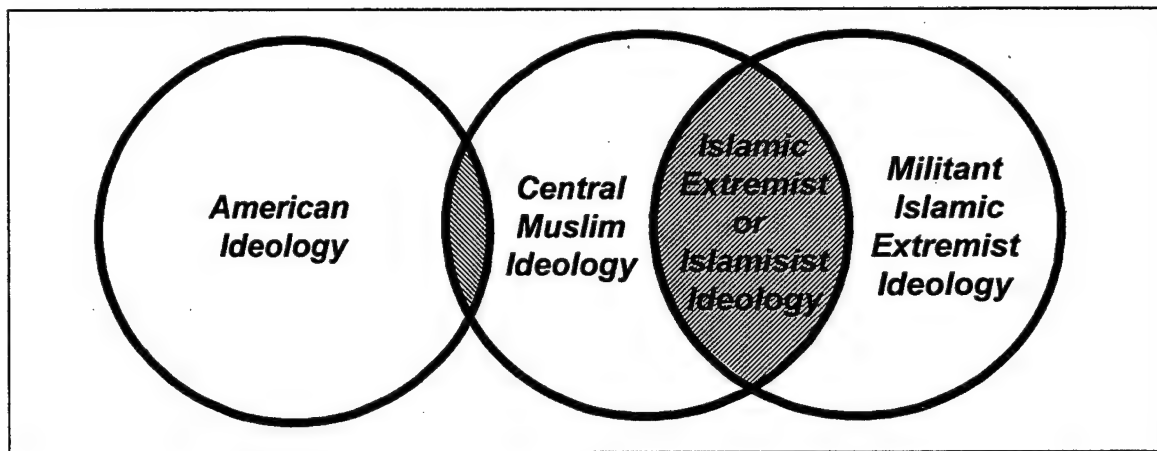 American
Ideology
Central
Muslim
Ideology
Islamic
Extremist
or
Islamisist
Ideology
Militant
Islamic
Extremist
Ideology